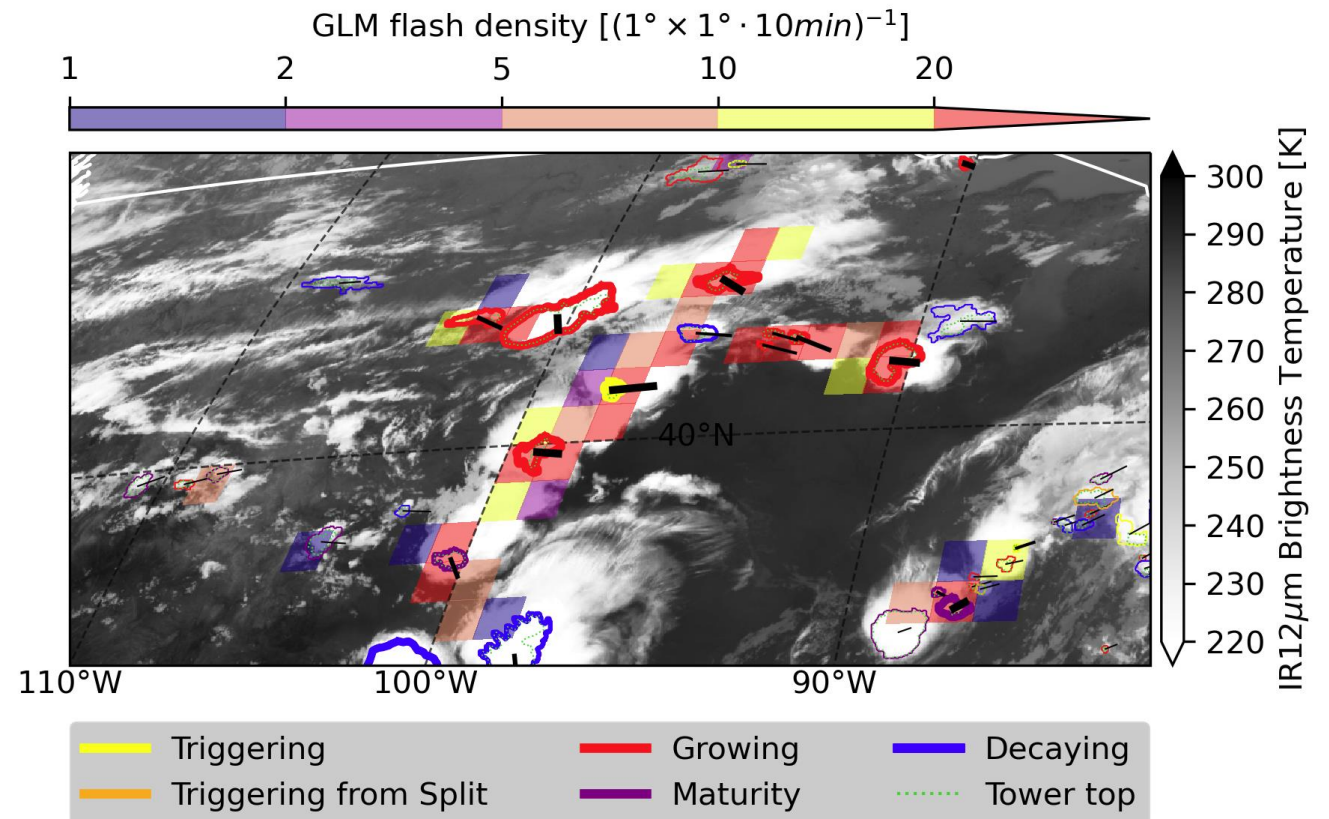 GLM flash density [(1° × 1° · 10min)⁻¹]
1 2 5 10 20
300
290
280
270
260
250
240
230
220
IR12μm Brightness Temperature [K]
40°N
110°W 100°W 90°W
Triggering Growing Decaying
Triggering from Split Maturity Tower top